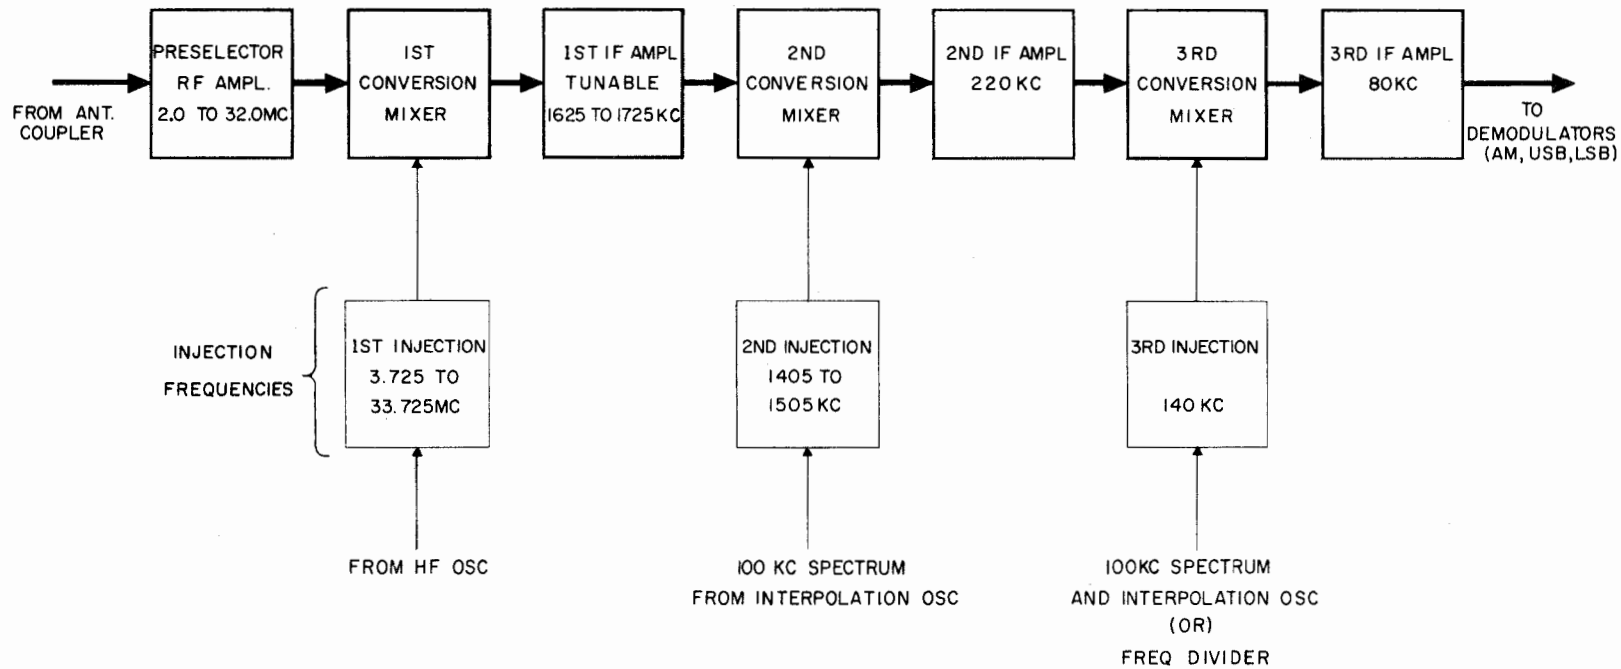 PRESELECTOR
RF AMPL.
2.0 TO 32.0MC
1ST
CONVERSION
MIXER
1ST IF AMPL
TUNABLE
1625 TO 1725KC
2ND
CONVERSION
MIXER
2ND IF AMPL
220KC
3RD
CONVERSION
MIXER
3RD IF AMPL
80KC
FROM ANT.
COUPLER
TO
DEMODULATORS
(AM, USB, LSB)
INJECTION
FREQUENCIES
1ST INJECTION
3.725 TO
33.725MC
2ND INJECTION
1405 TO
1505KC
3RD INJECTION
140 KC
FROM HF OSC
100 KC SPECTRUM
FROM INTERPOLATION OSC
100KC SPECTRUM
AND INTERPOLATION OSC
(OR)
FREQ DIVIDER